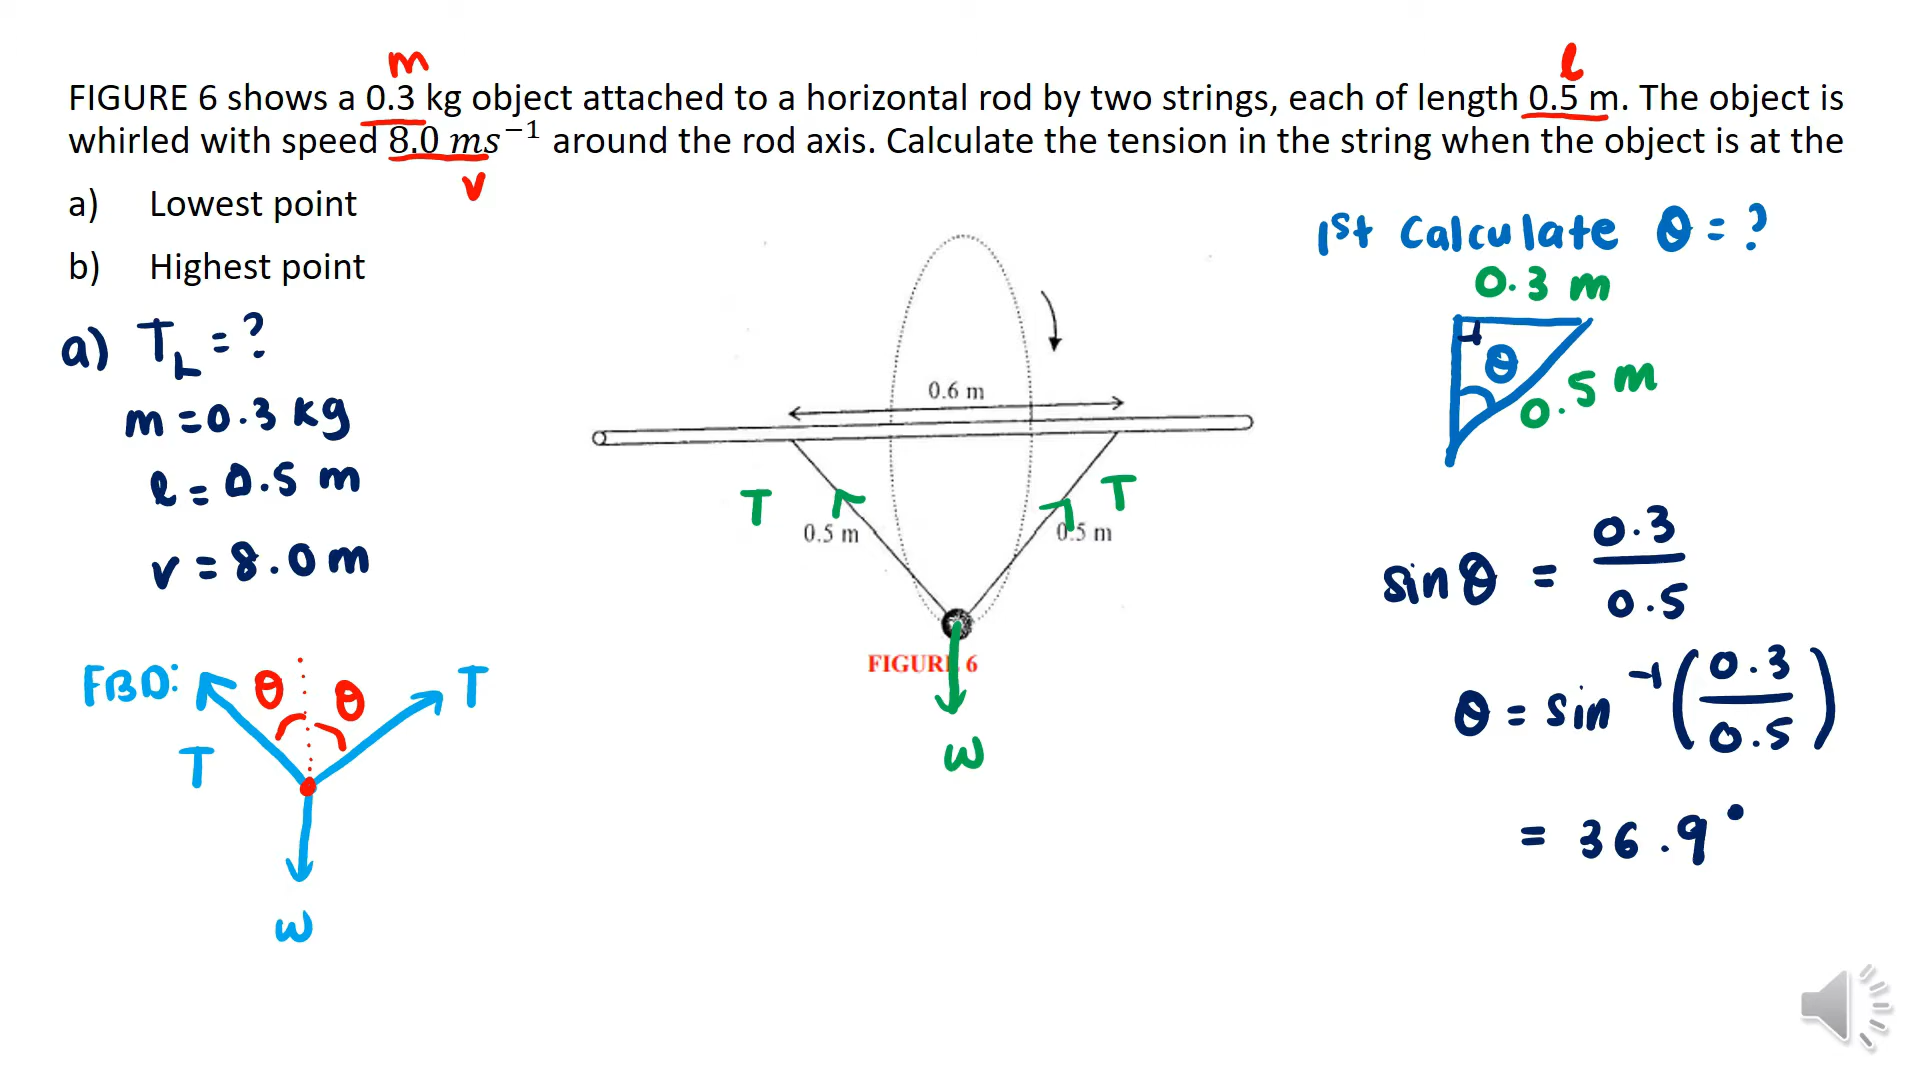 m
l
FIGURE 6 shows a 0.3 kg object attached to a horizontal rod by two strings, each of length 0.5 m. The object is
whirled with speed 8.0 ms⁻¹ around the rod axis. Calculate the tension in the string when the object is at the
v
a) Lowest point
b) Highest point
1st Calculate θ = ?
0.3 m
θ
0.5 m
a) T_L = ?
m = 0.3 kg
l = 0.5 m
v = 8.0 m
0.6 m
T
T
0.5 m
0.5 m
FIGURE 6
w
sin θ = 0.3/0.5
θ = sin⁻¹ (0.3/0.5)
= 36.9°
FBD:
θ
θ
T
T
w